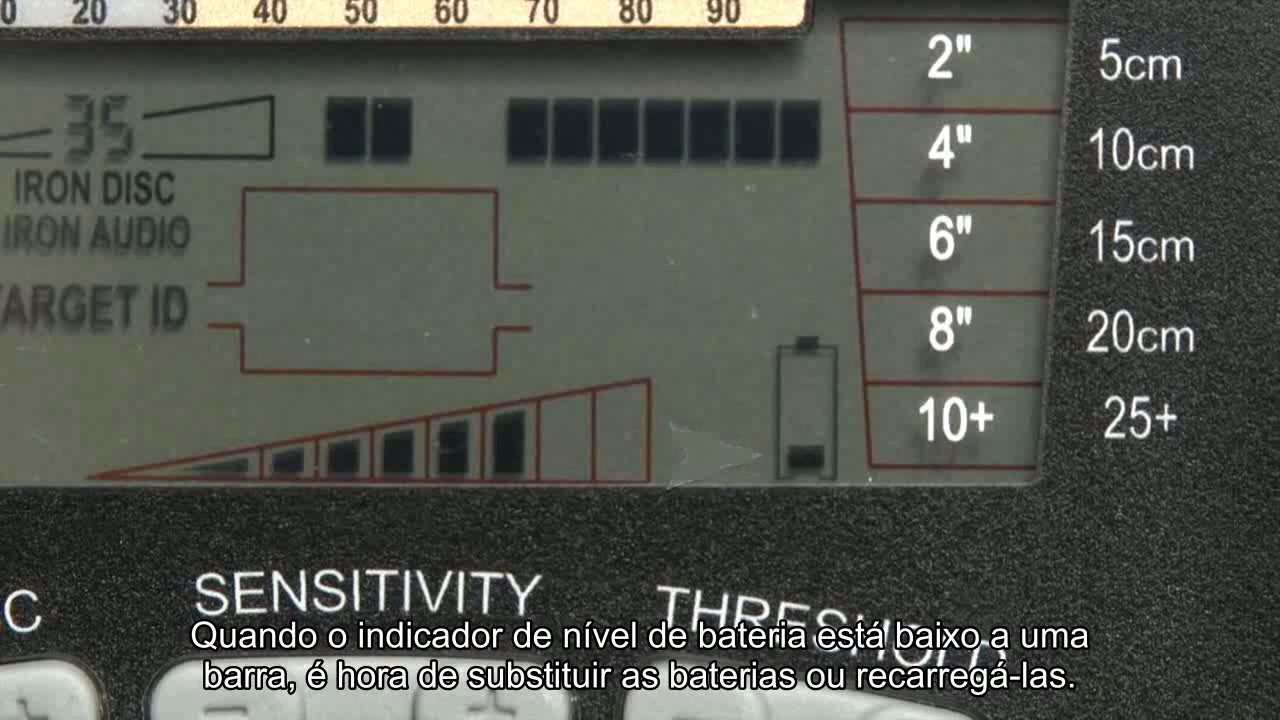 0 20 30 40 50 60 70 80 90
2" 5cm
35
4" 10cm
IRON DISC
IRON AUDIO
6" 15cm
TARGET ID
8" 20cm
10+ 25+
SENSITIVITY THRESHOLD
C
Quando o indicador de nível de bateria está baixo a uma
barra, é hora de substituir as baterias ou recarregá-las.
- +
+